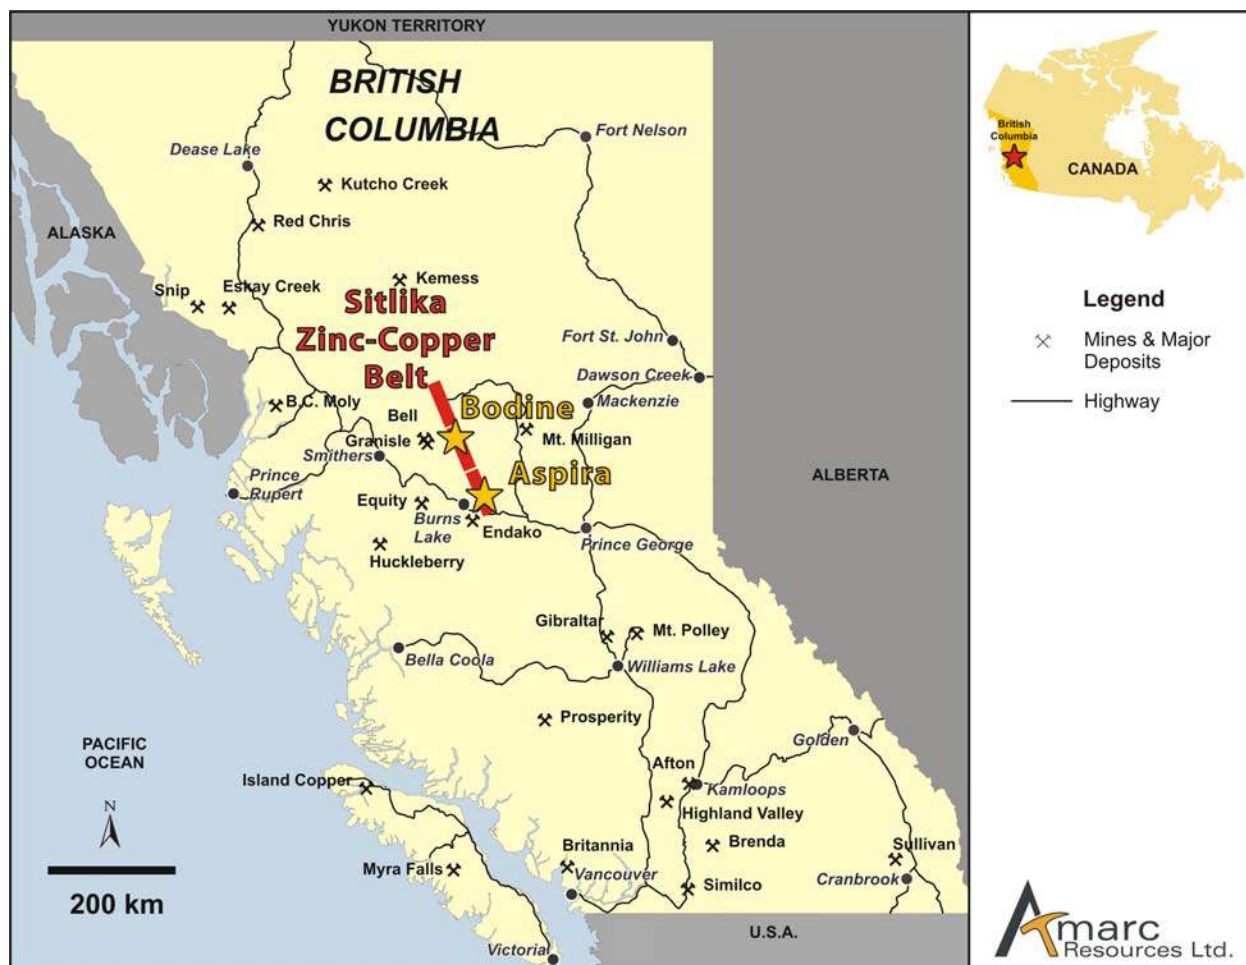 YUKON TERRITORY
BRITISH
COLUMBIA
Fort Nelson
Dease Lake
Kutcho Creek
Red Chris
ALASKA
Kemess
Snip
Eskay Creek
Sitlika
Zinc-Copper
Belt
Fort St. John
Dawson Creek
Mackenzie
B.C. Moly
Bell
Bodine
Granisle
Mt. Milligan
Smithers
Aspira
Prince
Rupert
Equity
Burns
Lake
Endako
Prince George
Huckleberry
ALBERTA
Gibraltar
Mt. Polley
Bella Coola
Williams Lake
Prosperity
PACIFIC
OCEAN
Golden
Afton
Island Copper
Kamloops
Highland Valley
N
Brenda
Britannia
Sullivan
Myra Falls
Vancouver
Similco
Cranbrook
200 km
U.S.A.
Victoria
British
Columbia
CANADA
Legend
Mines & Major
Deposits
Highway
Amarc
Resources Ltd.